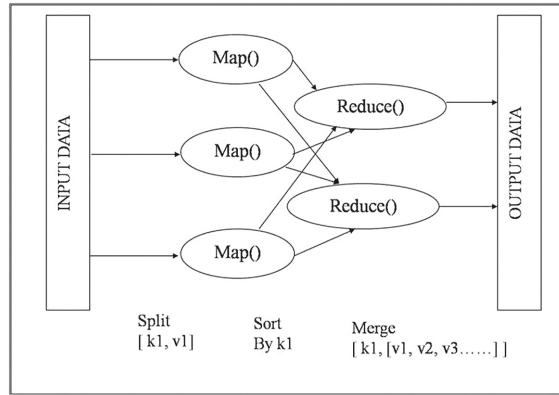 INPUT DATA
Map()
Map()
Map()
Reduce()
Reduce()
OUTPUT DATA
Split
[ k1, v1]
Sort
By k1
Merge
[ k1, [v1, v2, v3……] ]